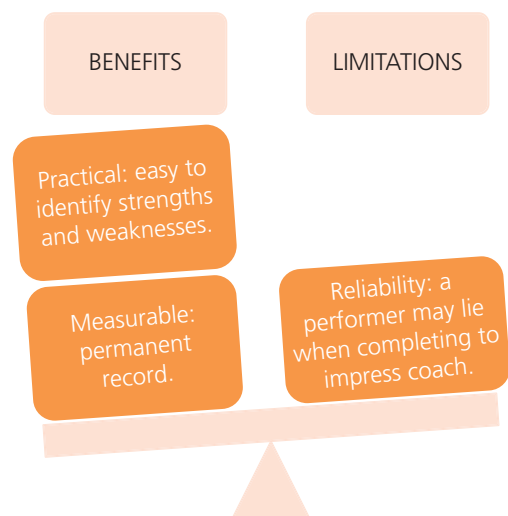 BENEFITS
LIMITATIONS
Practical: easy to
identify strengths
and weaknesses.
Measurable:
permanent
record.
Reliability: a
performer may lie
when completing to
impress coach.